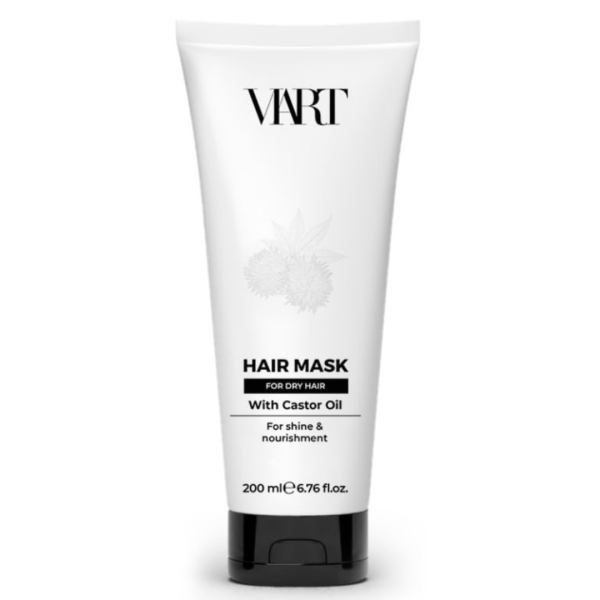 VIART
HAIR MASK
FOR DRY HAIR
With Castor Oil
For shine &
nourishment
200 ml℮6.76 fl.oz.